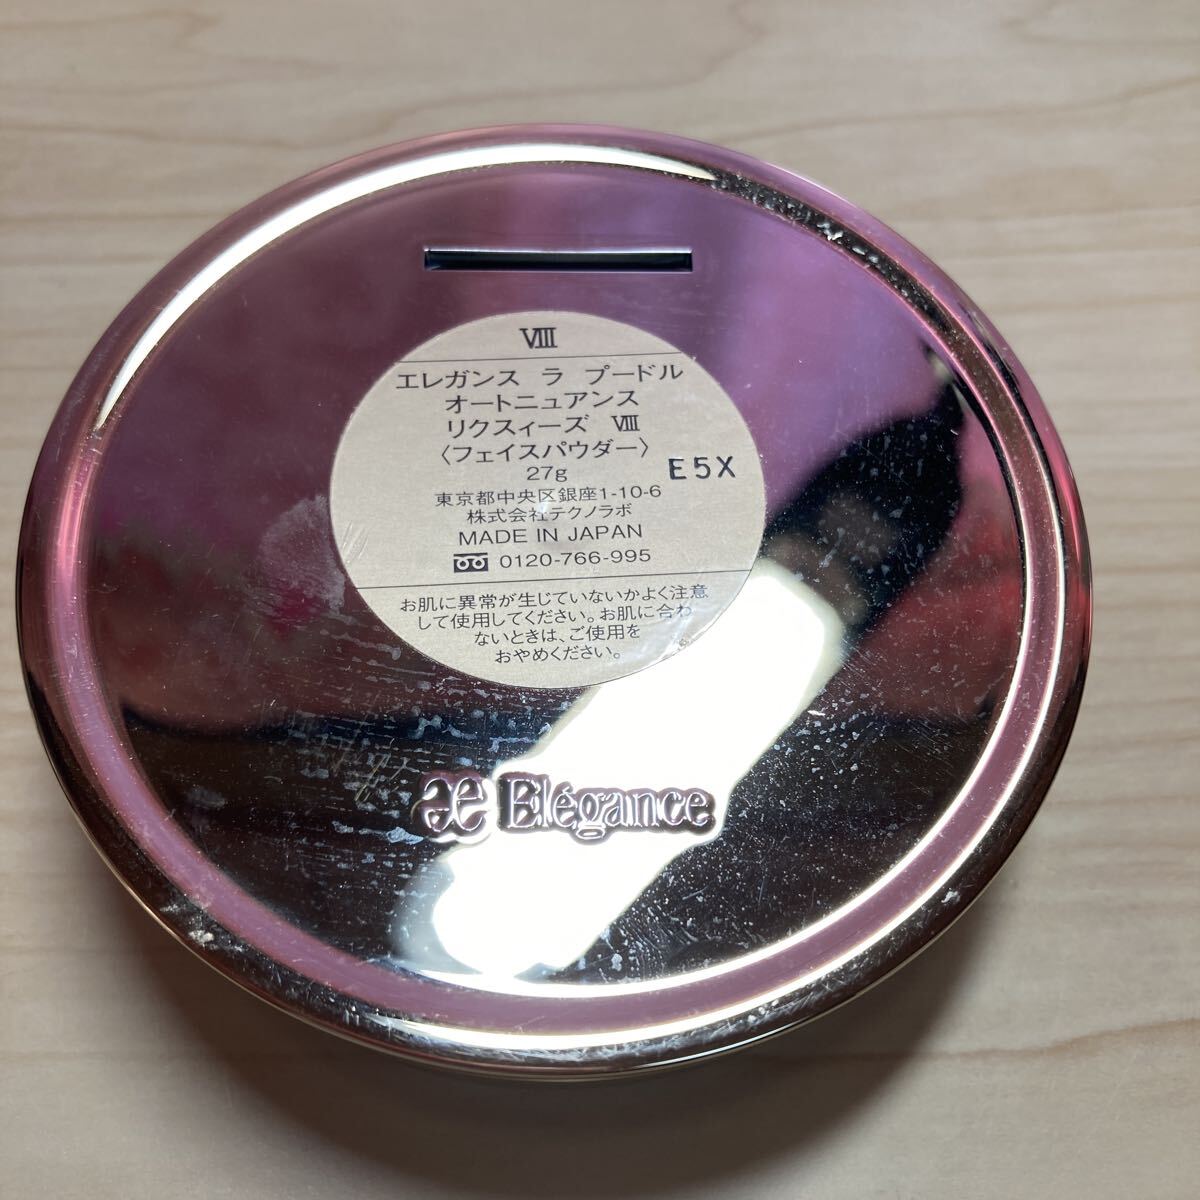 Ⅷ
エレガンス ラ プードル
オートニュアンス
リクスィーズ Ⅷ
〈フェイスパウダー〉
27g
E5X
東京都中央区銀座1-10-6
株式会社テクノラボ
MADE IN JAPAN
0120-766-995
お肌に異常が生じていないかよく注意
して使用してください。お肌に合わ
ないときは、ご使用を
おやめください。
Æ Elégance